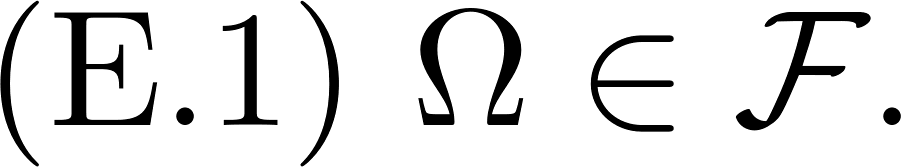 (E.1) Ω ∈ ℱ.